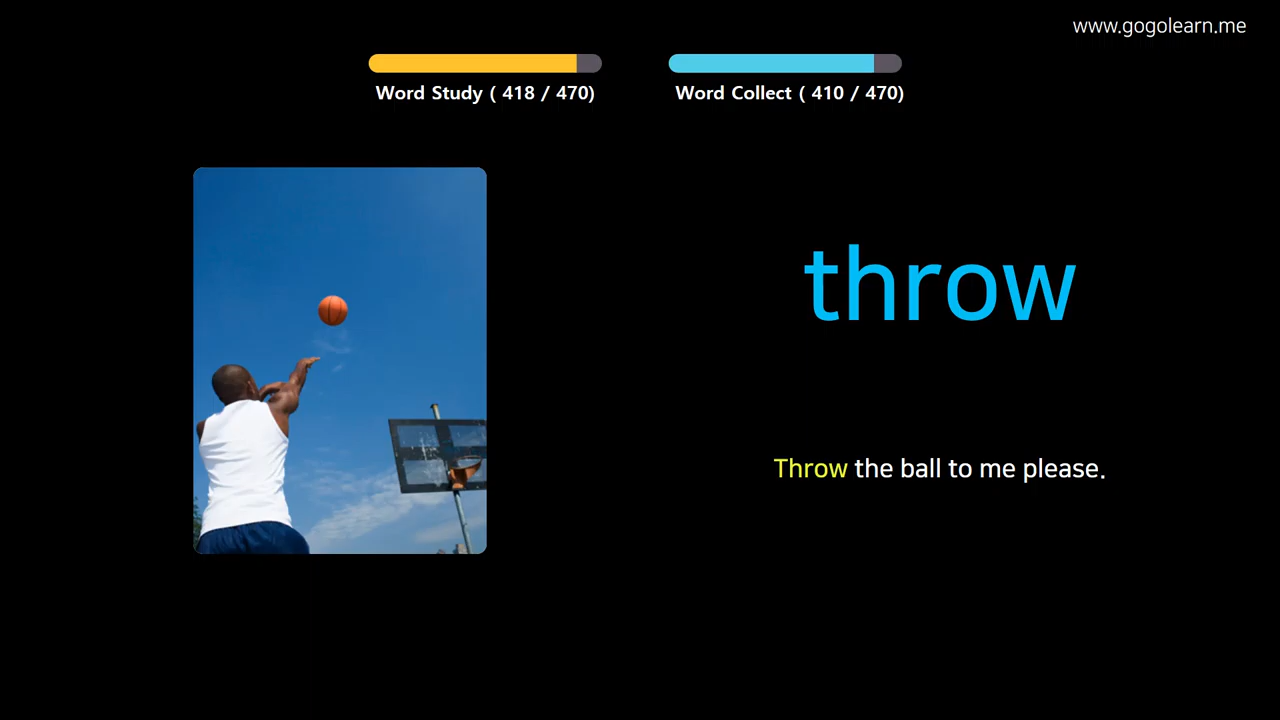 www.gogolearn.me
Word Study ( 418 / 470)
Word Collect ( 410 / 470)
throw
Throw the ball to me please.